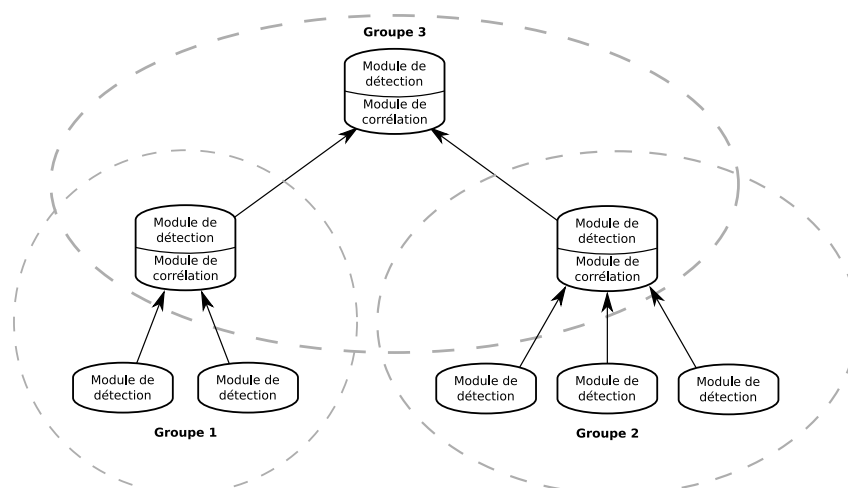 Groupe 3
Module de
détection
Module de
corrélation
Module de
détection
Module de
corrélation
Module de
détection
Module de
corrélation
Module de
détection
Module de
détection
Module de
détection
Module de
détection
Module de
détection
Groupe 1
Groupe 2